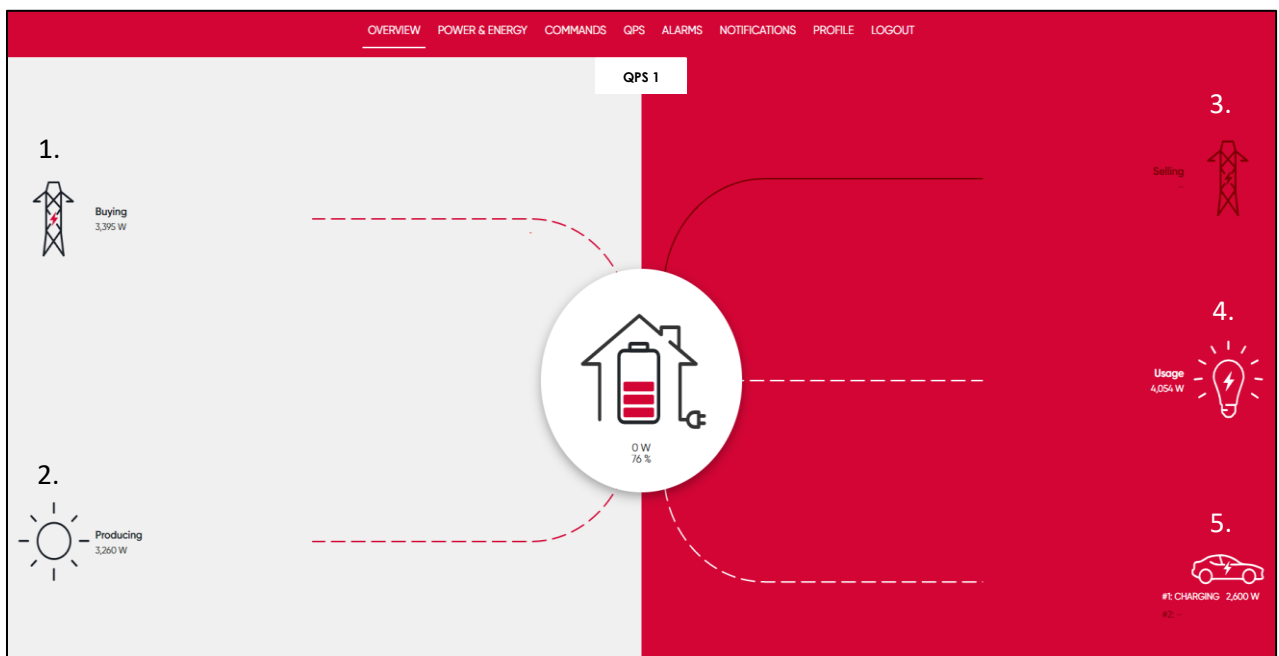 OVERVIEW POWER & ENERGY COMMANDS QPS ALARMS NOTIFICATIONS PROFILE LOGOUT
QPS 1
1.
Buying
3,395 W
2.
Producing
3,260 W
0 W
76 %
3.
Selling
--
4.
Usage
4,054 W
5.
#1: CHARGING 2,600 W
#2: --